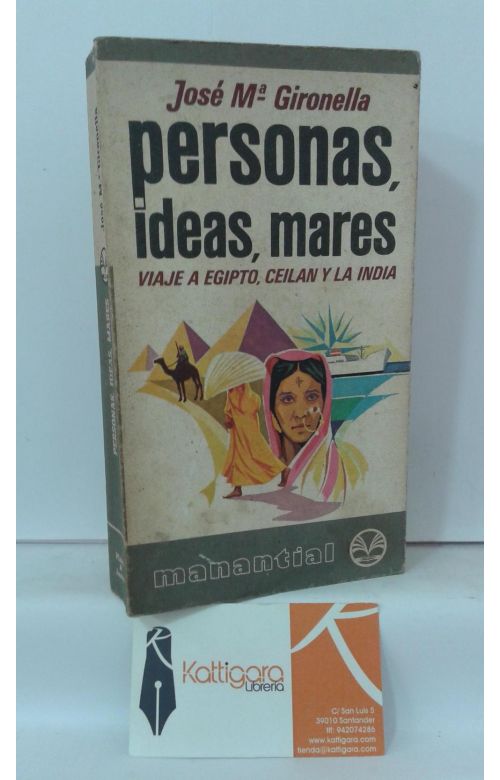 José Mª Gironella
personas,
ideas, mares
VIAJE A EGIPTO, CEILAN Y LA INDIA
José Mª Gironella
PERSONAS, IDEAS, MARES
manantial
Kattigara
Librería
C/ San Luis 5
39010 Santander
tlf: 942074286
www.kattigara.com
tienda@kattigara.com